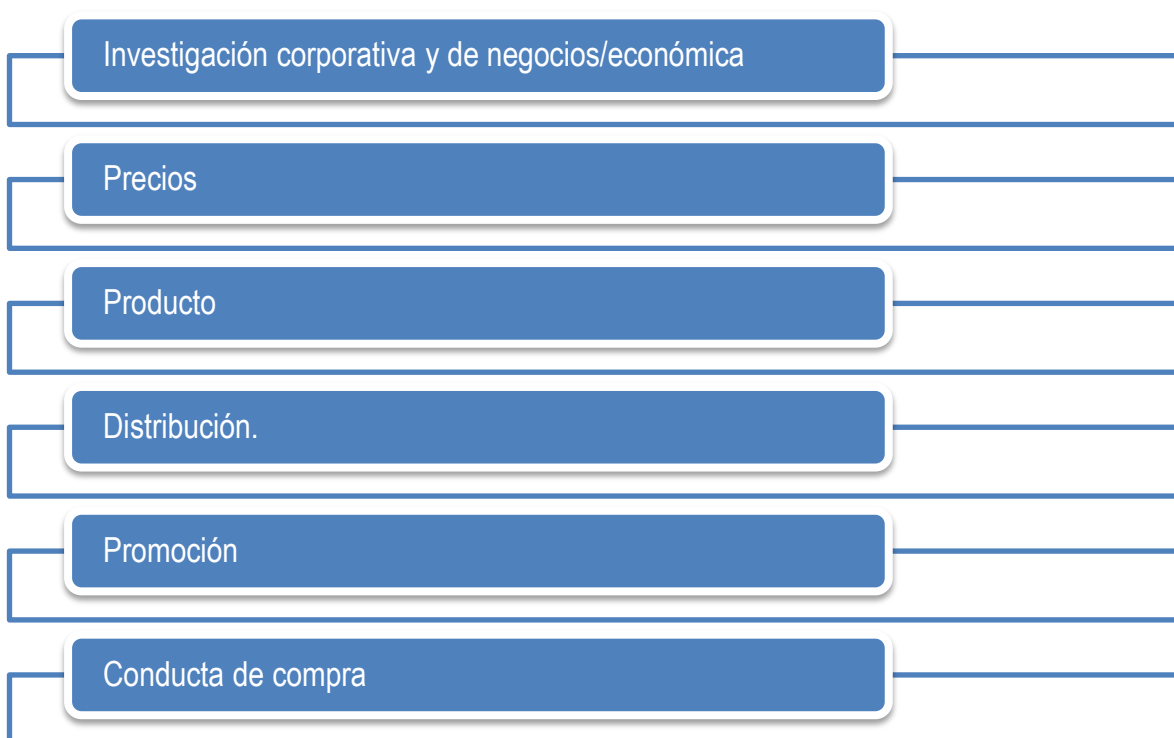 Investigación corporativa y de negocios/económica
Precios
Producto
Distribución.
Promoción
Conducta de compra